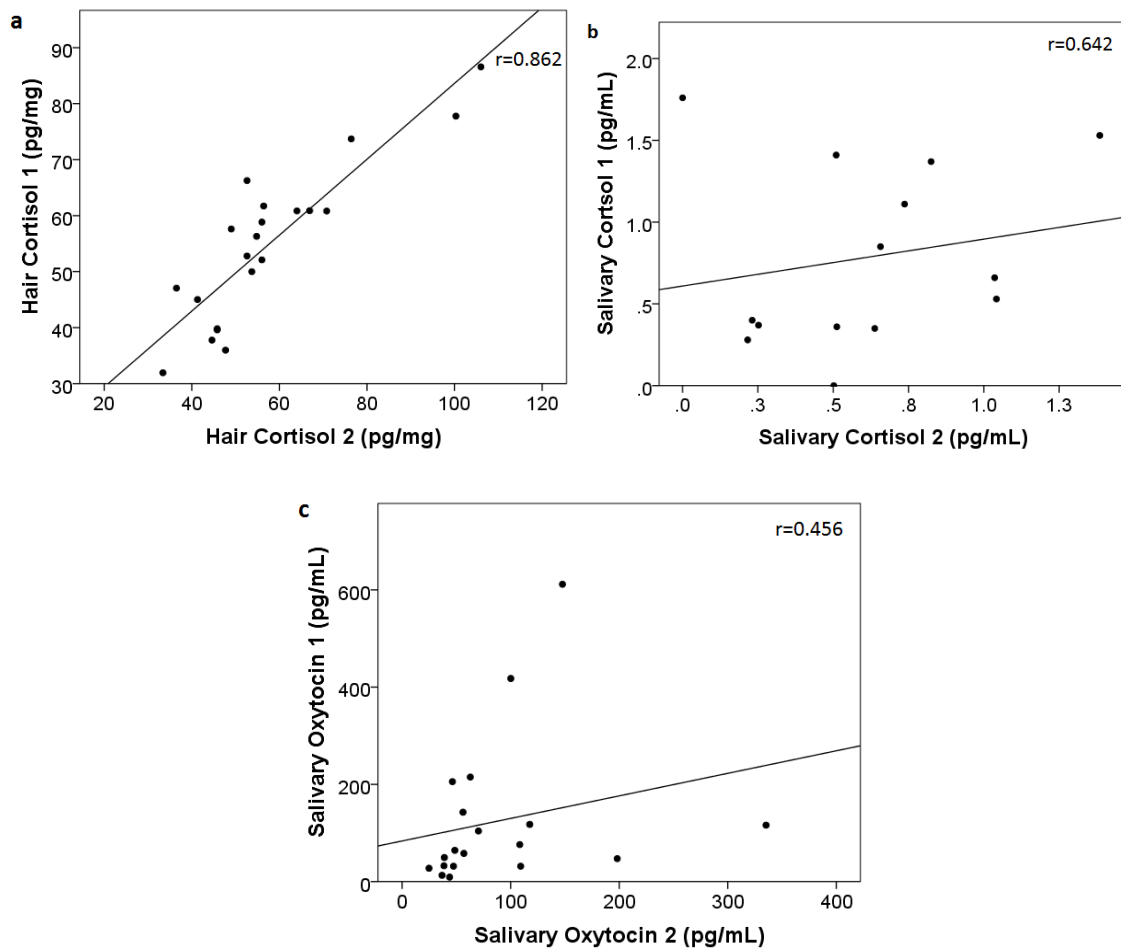 a
r=0.862
Hair Cortisol 1 (pg/mg)
90
80
70
60
50
40
30
20
40
60
80
100
120
Hair Cortisol 2 (pg/mg)
b
r=0.642
Salivary Cortsol 1 (pg/mL)
2.0
1.5
1.0
.5
.0
.0
.3
.5
.8
1.0
1.3
Salivary Cortisol 2 (pg/mL)
c
r=0.456
Salivary Oxytocin 1 (pg/mL)
600
400
200
0
0
100
200
300
400
Salivary Oxytocin 2 (pg/mL)